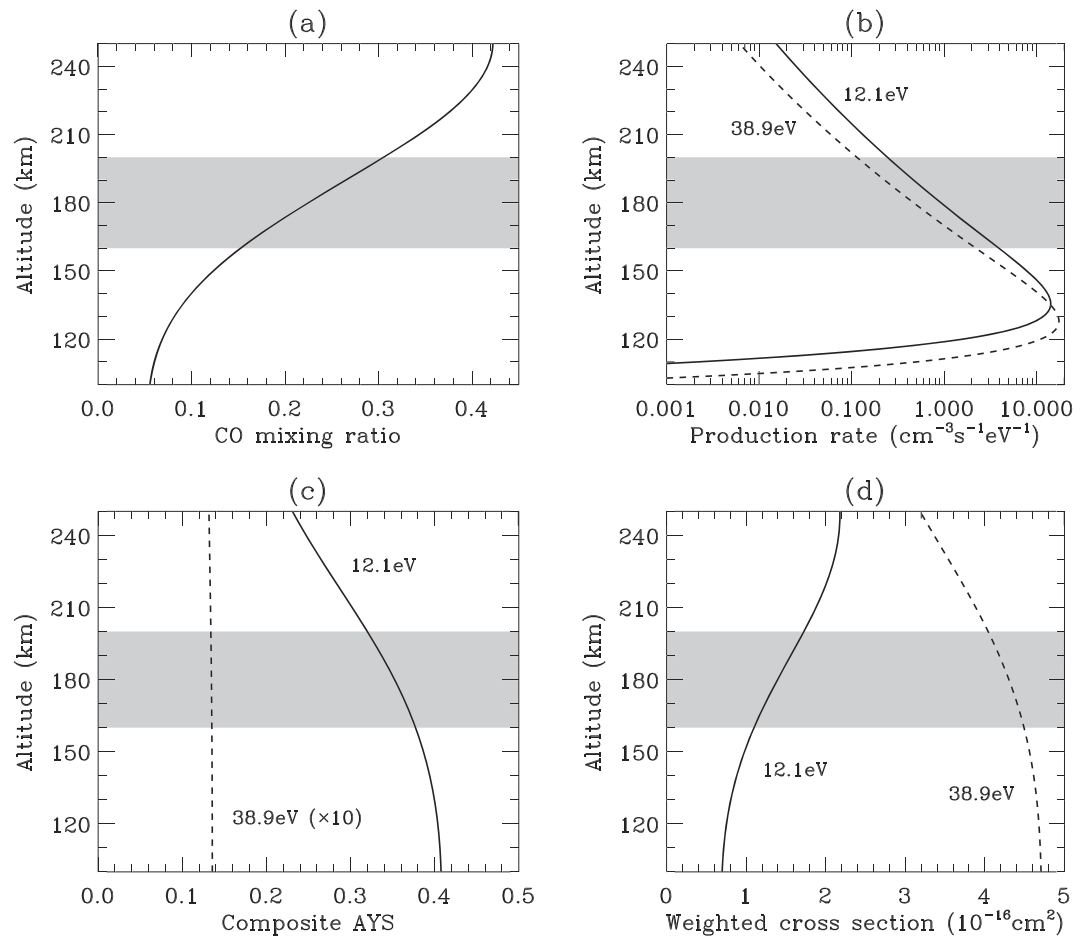 (a)
240
210
180
150
120
Altitude (km)
0.0 0.1 0.2 0.3 0.4
CO mixing ratio
(b)
240
210
180
150
120
Altitude (km)
12.1eV
38.9eV
0.001 0.010 0.100 1.000 10.000
Production rate (cm⁻³s⁻¹eV⁻¹)
(c)
240
210
180
150
120
Altitude (km)
12.1eV
38.9eV (×10)
0.0 0.1 0.2 0.3 0.4 0.5
Composite AYS
(d)
240
210
180
150
120
Altitude (km)
12.1eV
38.9eV
0 1 2 3 4 5
Weighted cross section (10⁻¹⁶cm²)